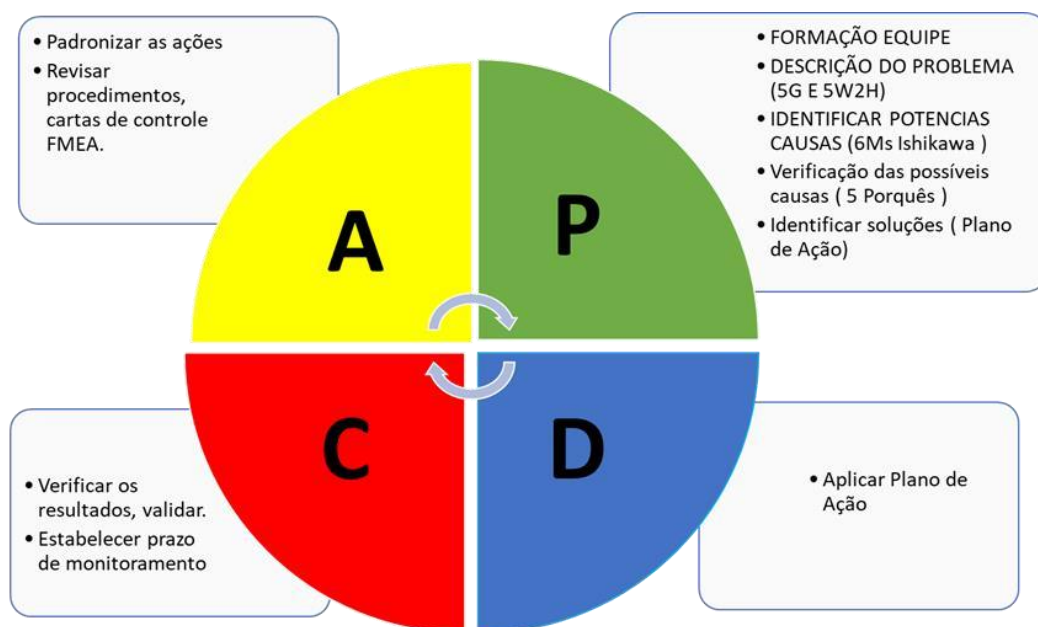 • Padronizar as ações
• Revisar
procedimentos,
cartas de controle
FMEA.
• FORMAÇÃO EQUIPE
• DESCRIÇÃO DO PROBLEMA
(5G E 5W2H)
• IDENTIFICAR POTENCIAS
CAUSAS (6Ms Ishikawa )
• Verificação das possíveis
causas ( 5 Porquês )
• Identificar soluções ( Plano
de Ação)
A
P
C
D
• Verificar os
resultados, validar.
• Estabelecer prazo
de monitoramento
• Aplicar Plano de
Ação